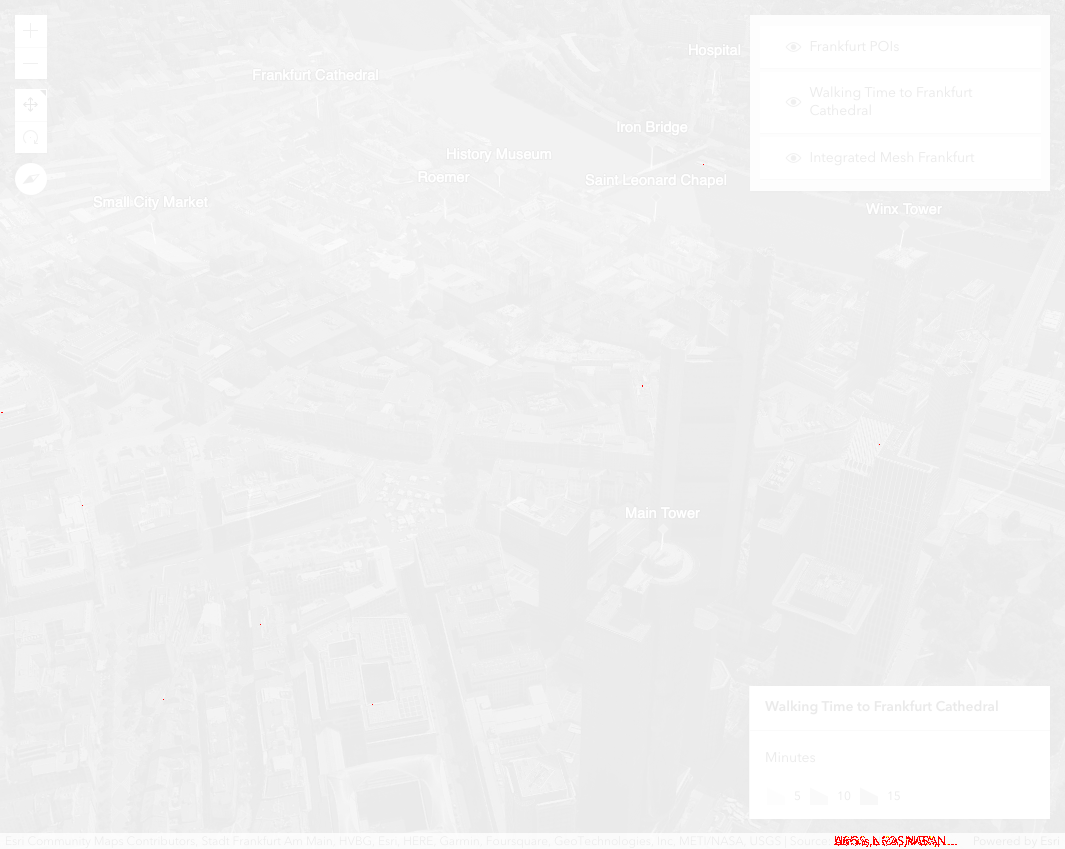 Hospital
Frankfurt POIs
Frankfurt Cathedral
Walking Time to Frankfurt
Cathedral
Iron Bridge
History Museum
Integrated Mesh Frankfurt
Roemer
Saint Leonard Chapel
Small City Market
Winx Tower
Main Tower
Walking Time to Frankfurt Cathedral
Minutes
5 10 15
Esri Community Maps Contributors, Stadt Frankfurt Am Main, HVBG, Esri, HERE, Garmin, Foursquare, GeoTechnologies, Inc, METI/NASA, USGS | Source: Powered by Esri